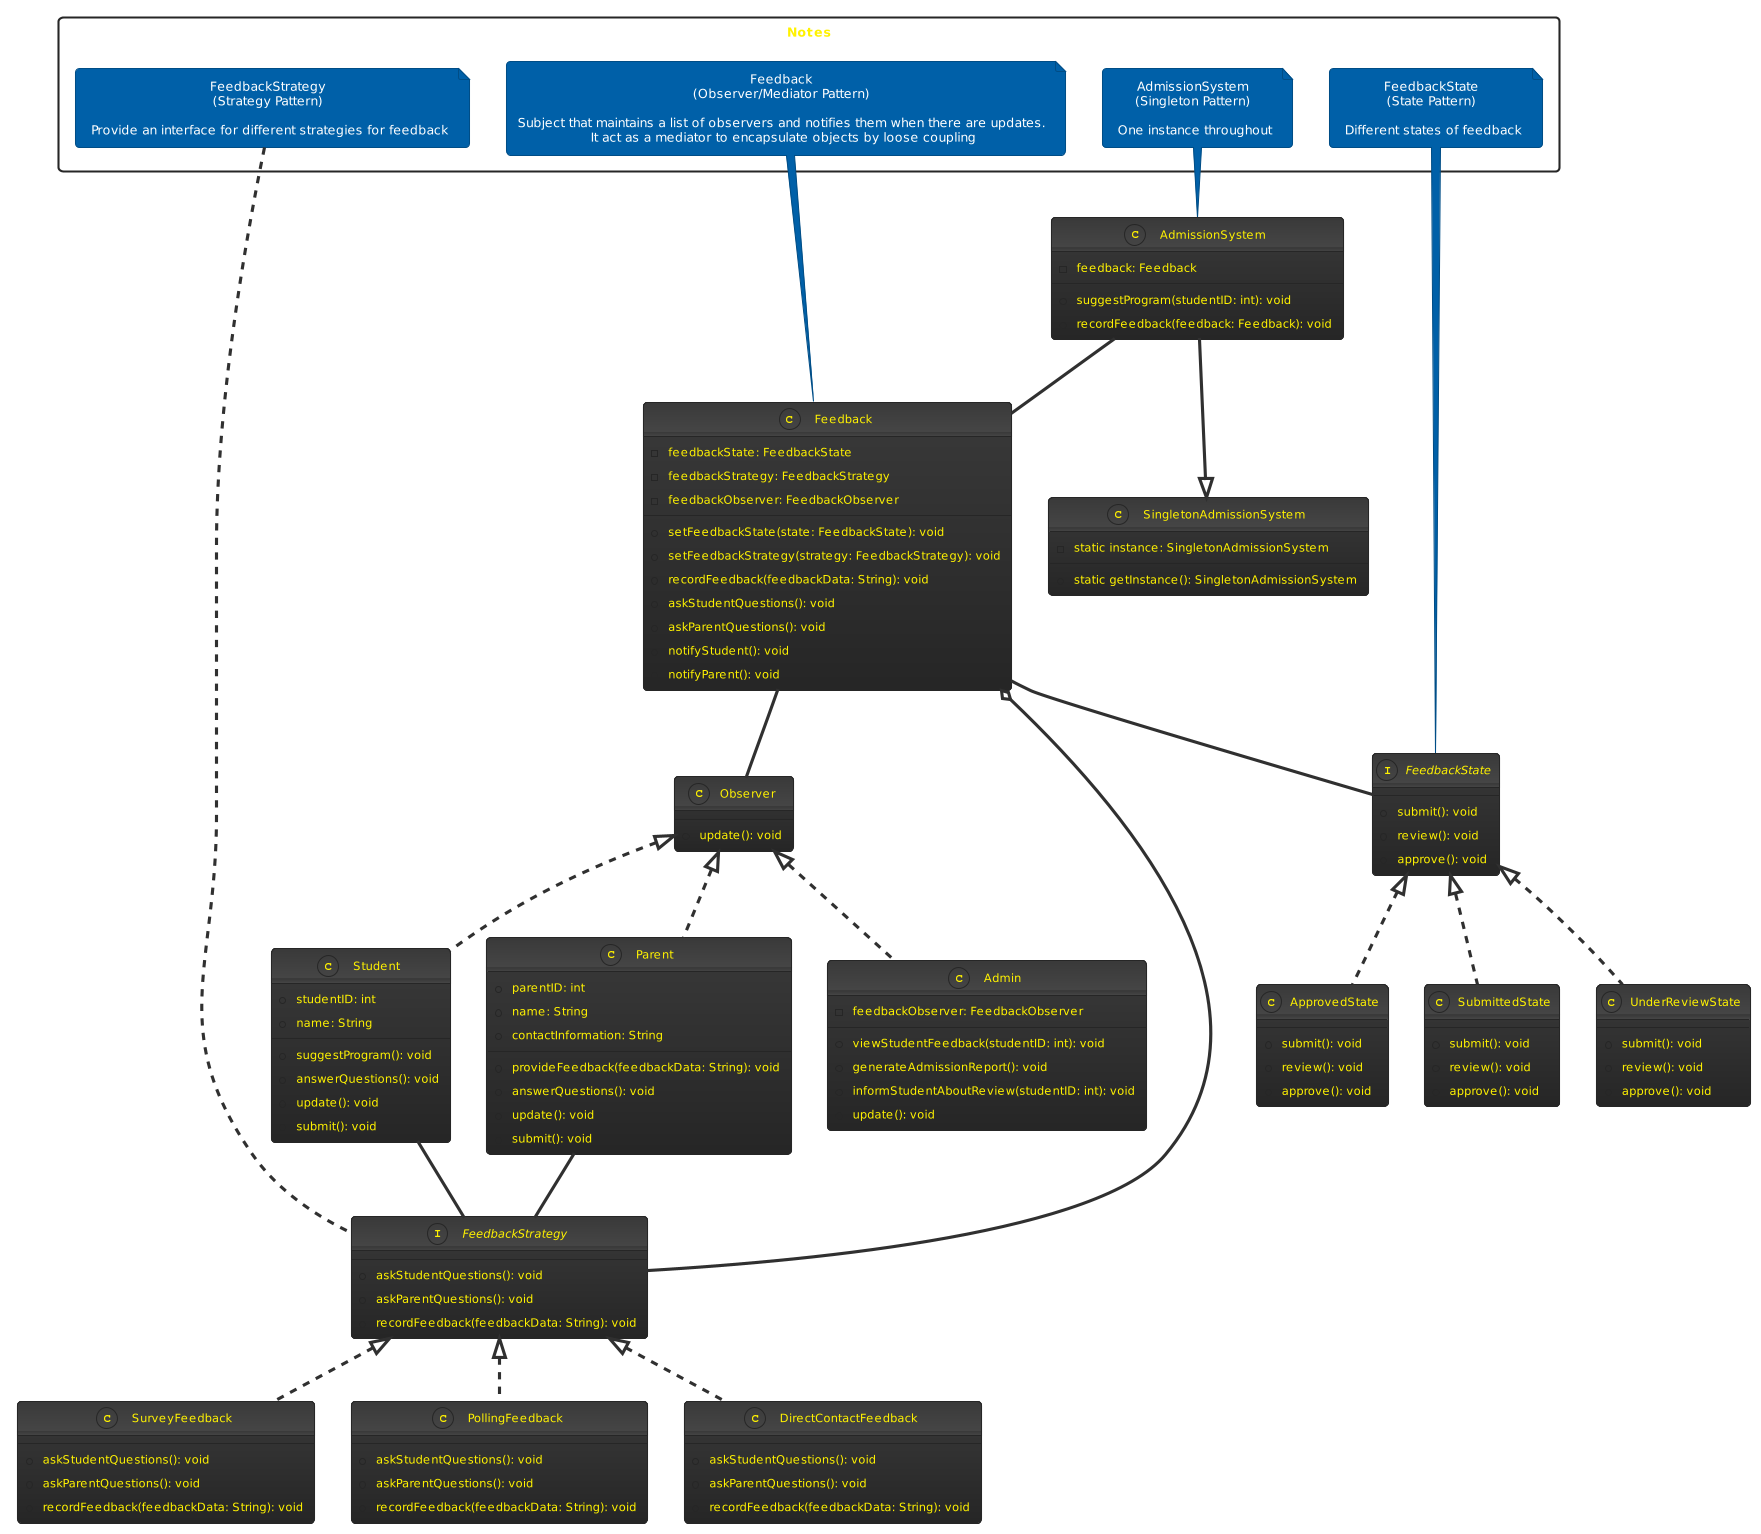 Notes
FeedbackStrategy
(Strategy Pattern)
Provide an interface for different strategies for feedback
Feedback
(Observer/Mediator Pattern)
Subject that maintains a list of observers and notifies them when there are updates.
It act as a mediator to encapsulate objects by loose coupling
AdmissionSystem
(Singleton Pattern)
One instance throughout
FeedbackState
(State Pattern)
Different states of feedback
C AdmissionSystem
feedback: Feedback
suggestProgram(studentID: int): void
recordFeedback(feedback: Feedback): void
C Feedback
feedbackState: FeedbackState
feedbackStrategy: FeedbackStrategy
feedbackObserver: FeedbackObserver
setFeedbackState(state: FeedbackState): void
setFeedbackStrategy(strategy: FeedbackStrategy): void
recordFeedback(feedbackData: String): void
askStudentQuestions(): void
askParentQuestions(): void
notifyStudent(): void
notifyParent(): void
C SingletonAdmissionSystem
static instance: SingletonAdmissionSystem
static getInstance(): SingletonAdmissionSystem
C Observer
update(): void
I FeedbackState
submit(): void
review(): void
approve(): void
C Student
studentID: int
name: String
suggestProgram(): void
answerQuestions(): void
update(): void
submit(): void
C Parent
parentID: int
name: String
contactInformation: String
provideFeedback(feedbackData: String): void
answerQuestions(): void
update(): void
submit(): void
C Admin
feedbackObserver: FeedbackObserver
viewStudentFeedback(studentID: int): void
generateAdmissionReport(): void
informStudentAboutReview(studentID: int): void
update(): void
C ApprovedState
submit(): void
review(): void
approve(): void
C SubmittedState
submit(): void
review(): void
approve(): void
C UnderReviewState
submit(): void
review(): void
approve(): void
I FeedbackStrategy
askStudentQuestions(): void
askParentQuestions(): void
recordFeedback(feedbackData: String): void
C SurveyFeedback
askStudentQuestions(): void
askParentQuestions(): void
recordFeedback(feedbackData: String): void
C PollingFeedback
askStudentQuestions(): void
askParentQuestions(): void
recordFeedback(feedbackData: String): void
C DirectContactFeedback
askStudentQuestions(): void
askParentQuestions(): void
recordFeedback(feedbackData: String): void